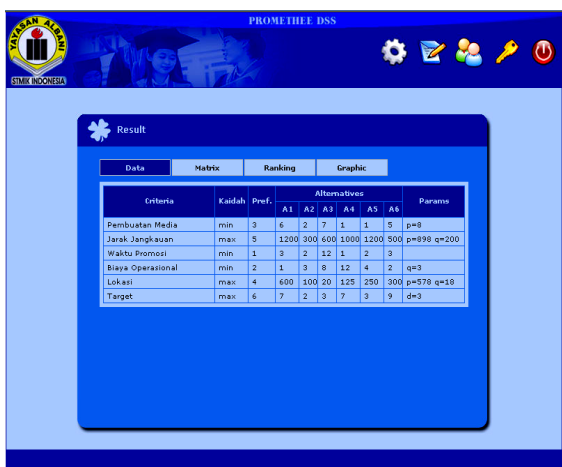 PROMETHEE DSS
YAYASAN ALBANI
STMIK INDONESIA
Result
Data Matrix Ranking Graphic
Criteria Kaidah Pref. Alternatives Params
A1 A2 A3 A4 A5 A6
Pembuatan Media min 3 6 2 7 1 1 5 p=8
Jarak Jangkauan max 5 1200 300 600 1000 1200 500 p=898 q=200
Waktu Promosi min 1 3 2 12 1 2 3
Biaya Operasional min 2 1 3 8 12 4 2 q=3
Lokasi max 4 600 100 20 125 250 300 p=578 q=18
Target max 6 7 2 3 7 3 9 d=3